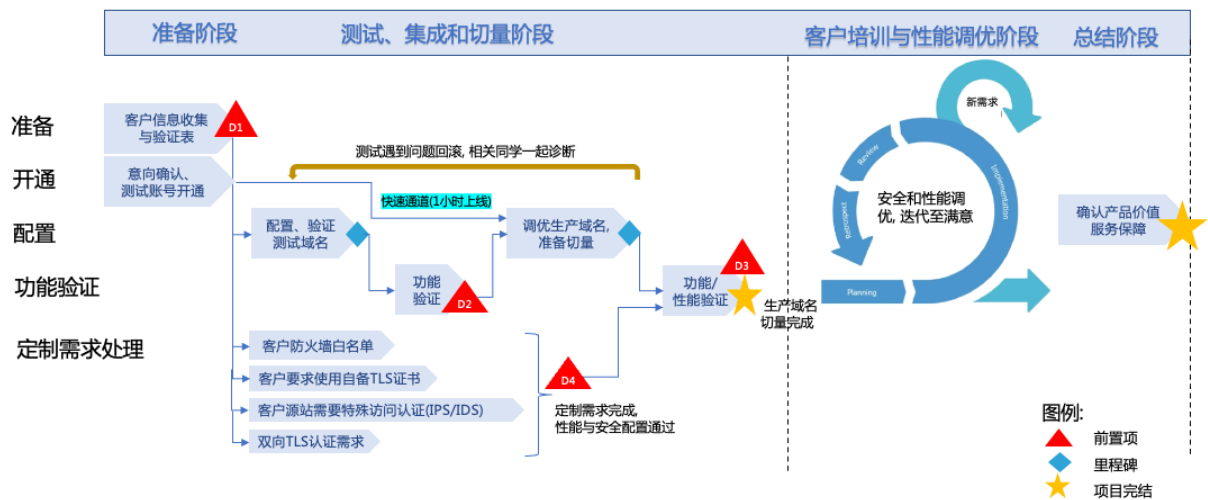 准备阶段
测试、集成和切量阶段
客户培训与性能调优阶段
总结阶段
准备
客户信息收集
与验证表
D1
开通
意向确认、
测试账号开通
测试遇到问题回滚, 相关同学一起诊断
快速通道(1小时上线)
配置
配置、验证
测试域名
调优生产域名,
准备切量
功能验证
功能
验证
D2
功能/
性能验证
D3
生产域名
切量完成
定制需求处理
客户防火墙白名单
客户要求使用自备TLS证书
客户源站需要特殊访问认证(IPS/IDS)
双向TLS认证需求
D4
定制需求完成,
性能与安全配置通过
新需求
Review
Implementation
Retrospect
Planning
安全和性能调
优, 迭代至满意
确认产品价值
服务保障
图例:
前置项
里程碑
项目完结